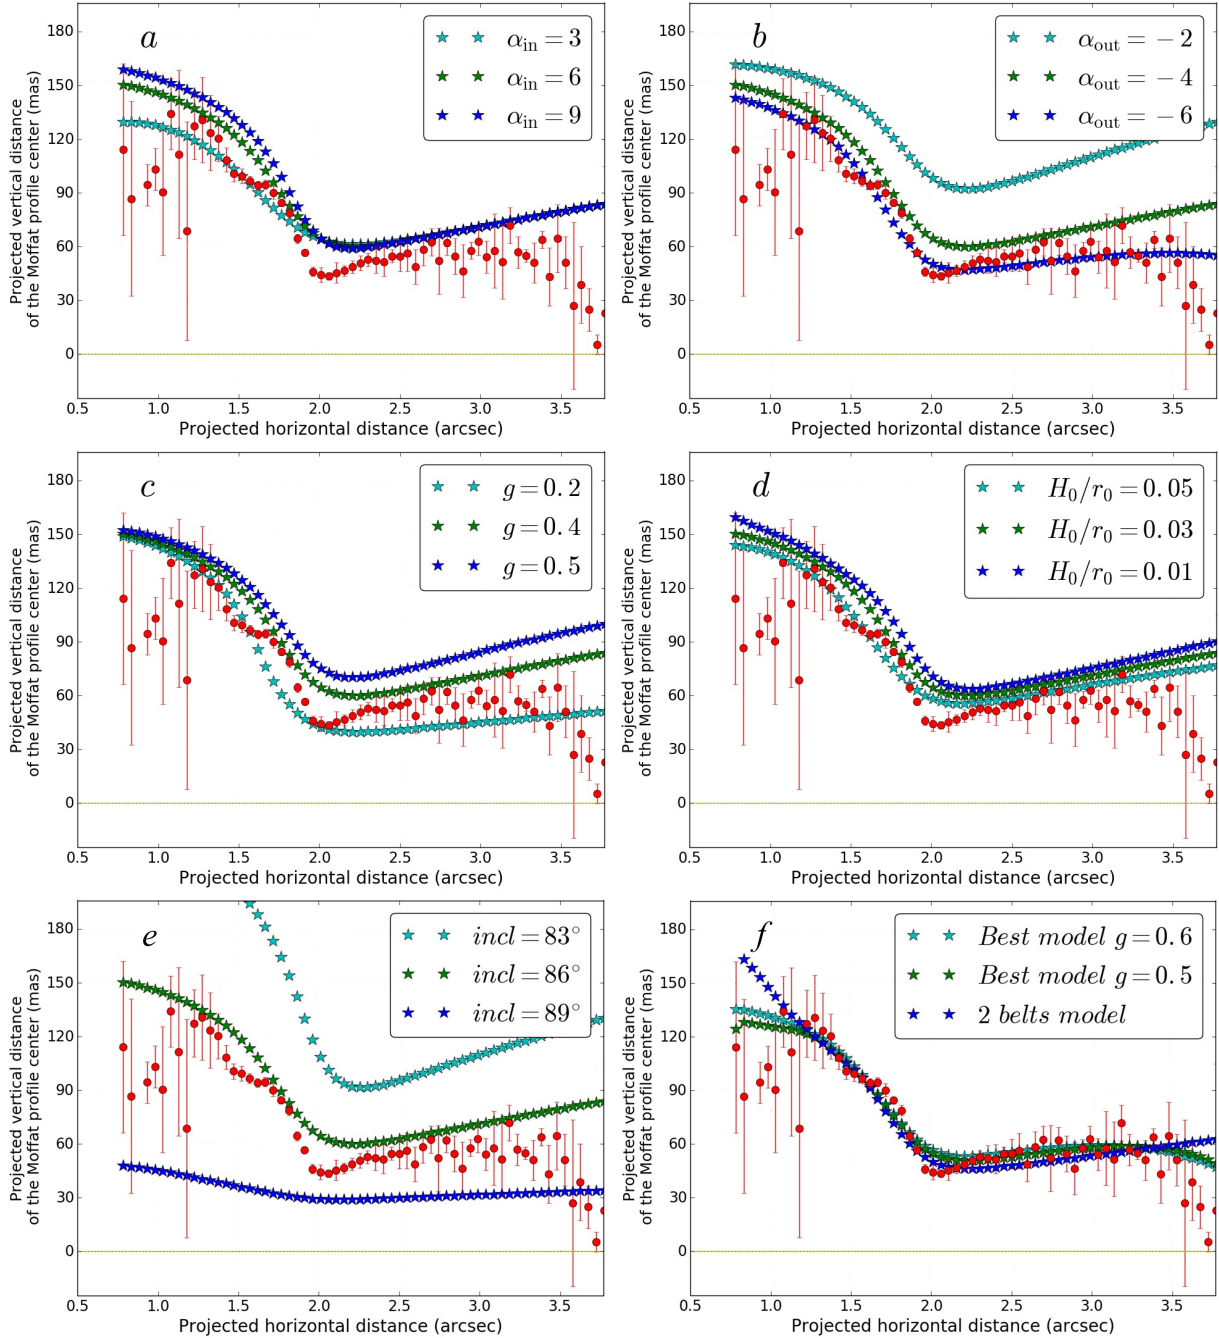 a
α_in = 3
α_in = 6
α_in = 9
180
150
120
90
60
30
0
0.5 1.0 1.5 2.0 2.5 3.0 3.5
Projected horizontal distance (arcsec)
Projected vertical distance
of the Moffat profile center (mas)
b
α_out = −2
α_out = −4
α_out = −6
180
150
120
90
60
30
0
0.5 1.0 1.5 2.0 2.5 3.0 3.5
Projected horizontal distance (arcsec)
Projected vertical distance
of the Moffat profile center (mas)
c
g = 0.2
g = 0.4
g = 0.5
180
150
120
90
60
30
0
0.5 1.0 1.5 2.0 2.5 3.0 3.5
Projected horizontal distance (arcsec)
Projected vertical distance
of the Moffat profile center (mas)
d
H_0/r_0 = 0.05
H_0/r_0 = 0.03
H_0/r_0 = 0.01
180
150
120
90
60
30
0
0.5 1.0 1.5 2.0 2.5 3.0 3.5
Projected horizontal distance (arcsec)
Projected vertical distance
of the Moffat profile center (mas)
e
incl = 83°
incl = 86°
incl = 89°
180
150
120
90
60
30
0
0.5 1.0 1.5 2.0 2.5 3.0 3.5
Projected horizontal distance (arcsec)
Projected vertical distance
of the Moffat profile center (mas)
f
Best model g = 0.6
Best model g = 0.5
2 belts model
180
150
120
90
60
30
0
0.5 1.0 1.5 2.0 2.5 3.0 3.5
Projected horizontal distance (arcsec)
Projected vertical distance
of the Moffat profile center (mas)